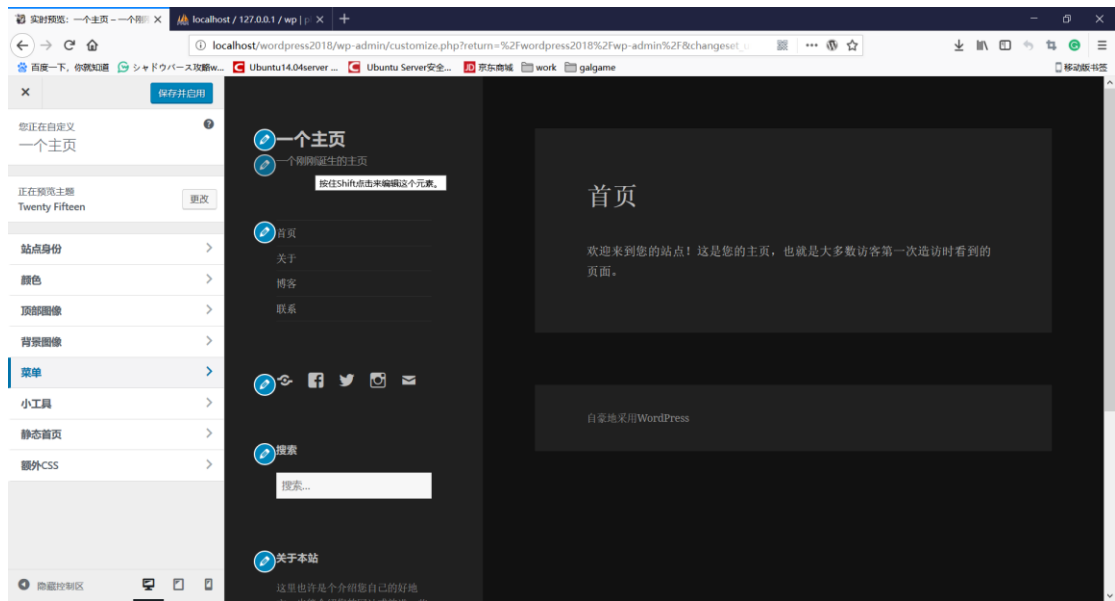 实时预览：一个主页 – 一个刚
localhost / 127.0.0.1 / wp | p
localhost/wordpress2018/wp-admin/customize.php?return=%2Fwordpress2018%2Fwp-admin%2F&changeset_u
百度一下，你就知道
シャドウバース攻略w...
Ubuntu14.04server ...
Ubuntu Server安全...
京东商城
work
galgame
移动版书签
保存并启用
您正在自定义
一个主页
正在预览主题
Twenty Fifteen
更改
站点身份
颜色
顶部图像
背景图像
菜单
小工具
静态首页
额外CSS
隐藏控制区
一个主页
一个刚刚诞生的主页
按住Shift点击来编辑这个元素。
首页
关于
博客
联系
搜索
搜索...
关于本站
这里也许是个介绍您自己的好地
首页
欢迎来到您的站点！这是您的主页，也就是大多数访客第一次造访时看到的
页面。
自豪地采用WordPress